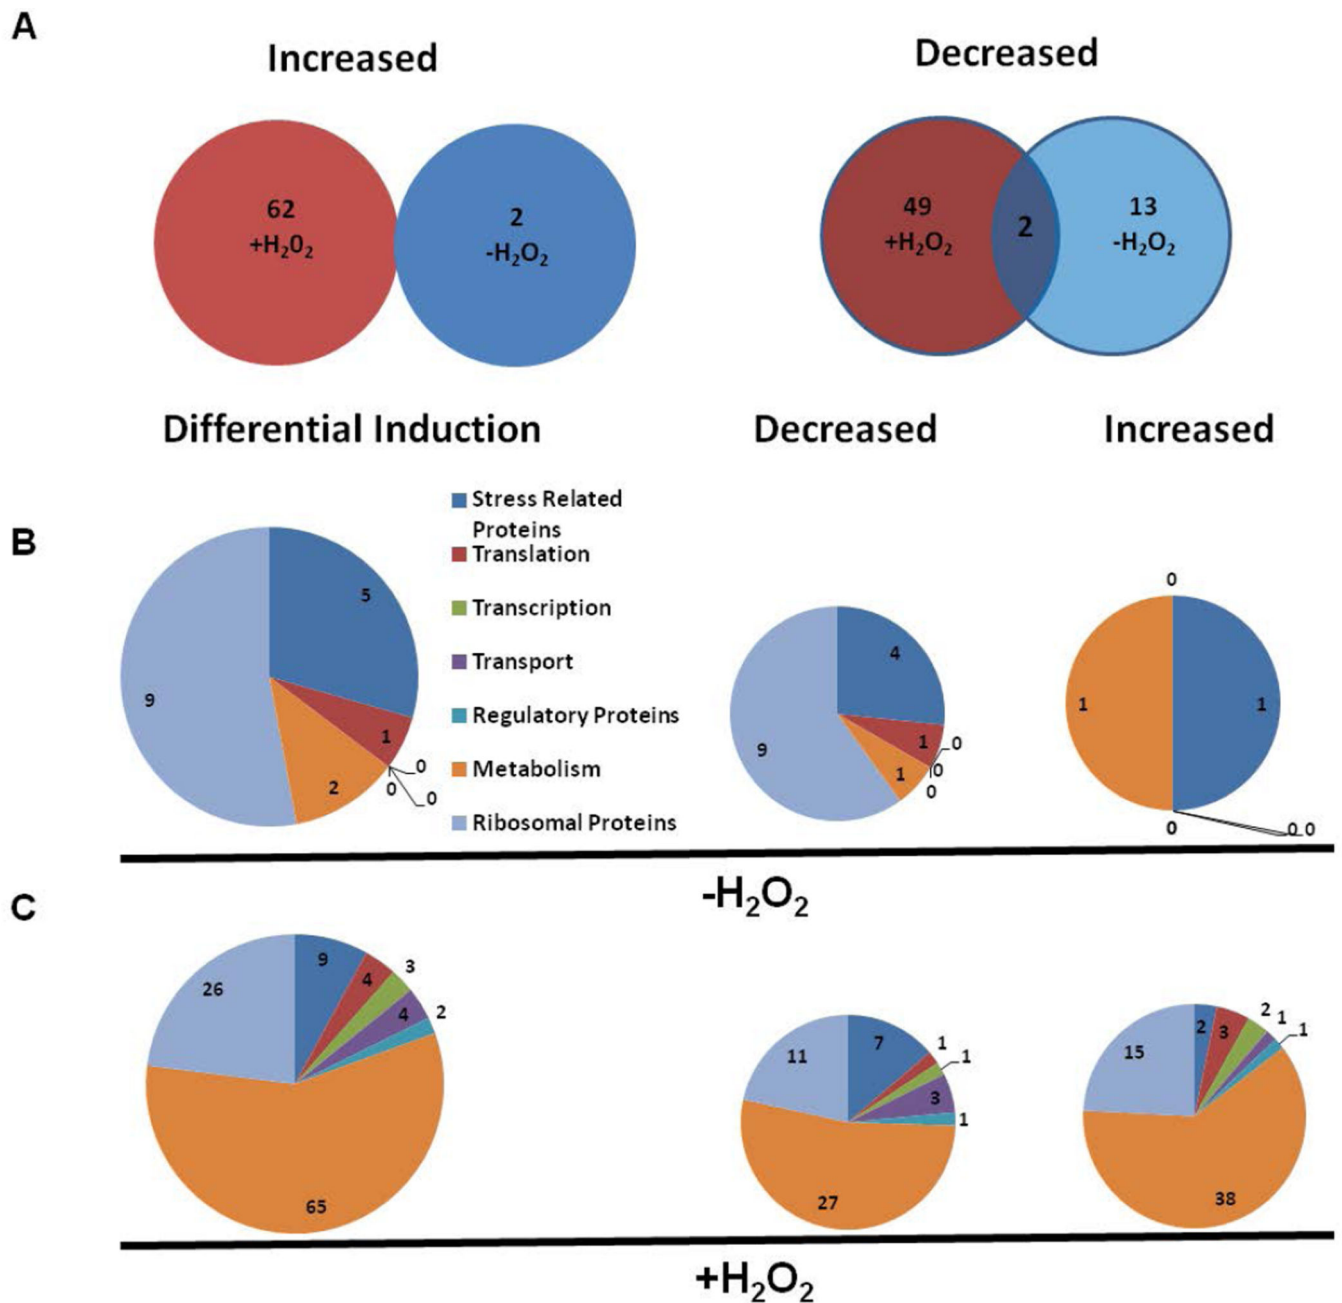 A
Increased
Decreased
62
+H₂0₂
2
-H₂O₂
49
+H₂O₂
2
13
-H₂O₂
Differential Induction
Decreased
Increased
B
Stress Related
Proteins
Translation
Transcription
Transport
Regulatory Proteins
Metabolism
Ribosomal Proteins
5
1
0
0
0
2
9
4
1
0
0
0
1
9
0
1
1
0
0 0
-H₂O₂
C
9
4
3
4
2
65
26
7
1
1
3
1
27
11
2
3
2
1
1
38
15
+H₂O₂